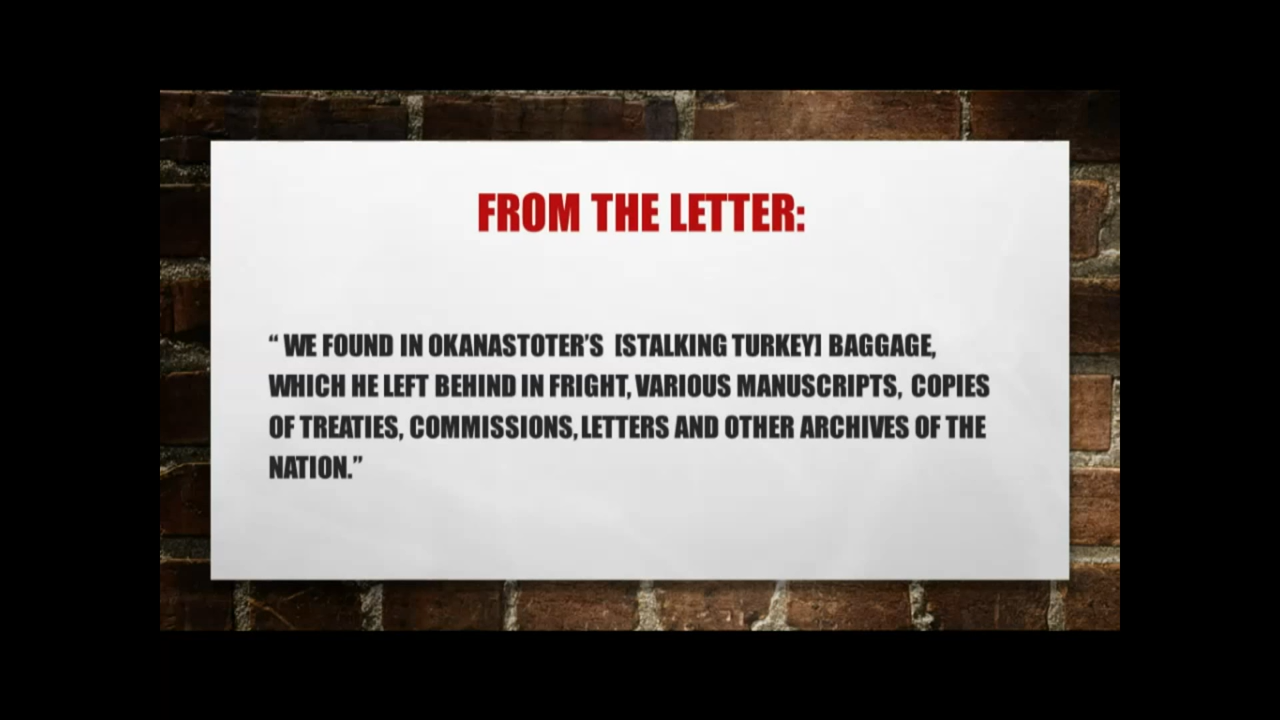 FROM THE LETTER:
“ WE FOUND IN OKANASTOTER’S [STALKING TURKEY] BAGGAGE,
WHICH HE LEFT BEHIND IN FRIGHT, VARIOUS MANUSCRIPTS, COPIES
OF TREATIES, COMMISSIONS, LETTERS AND OTHER ARCHIVES OF THE
NATION.”